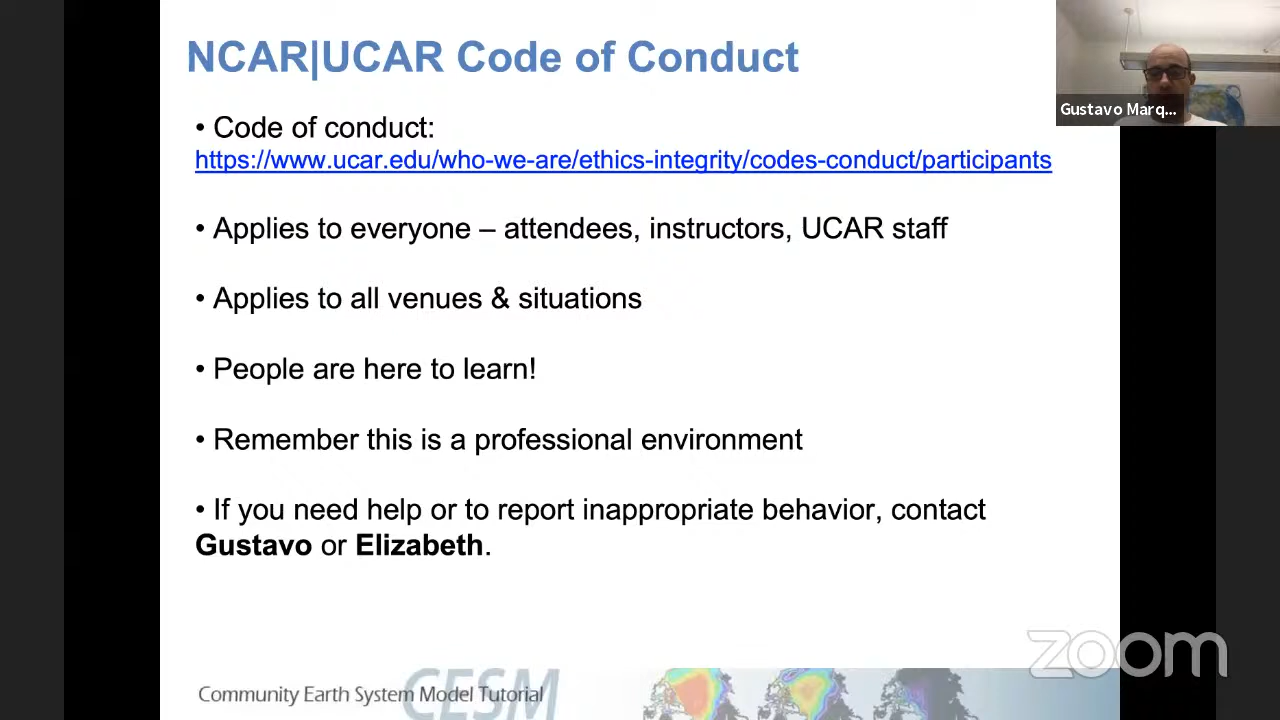 NCAR|UCAR Code of Conduct
Gustavo Marq...
• Code of conduct:
https://www.ucar.edu/who-we-are/ethics-integrity/codes-conduct/participants
• Applies to everyone – attendees, instructors, UCAR staff
• Applies to all venues & situations
• People are here to learn!
• Remember this is a professional environment
• If you need help or to report inappropriate behavior, contact
Gustavo or Elizabeth.
zoom
CESM
Community Earth System Model Tutorial